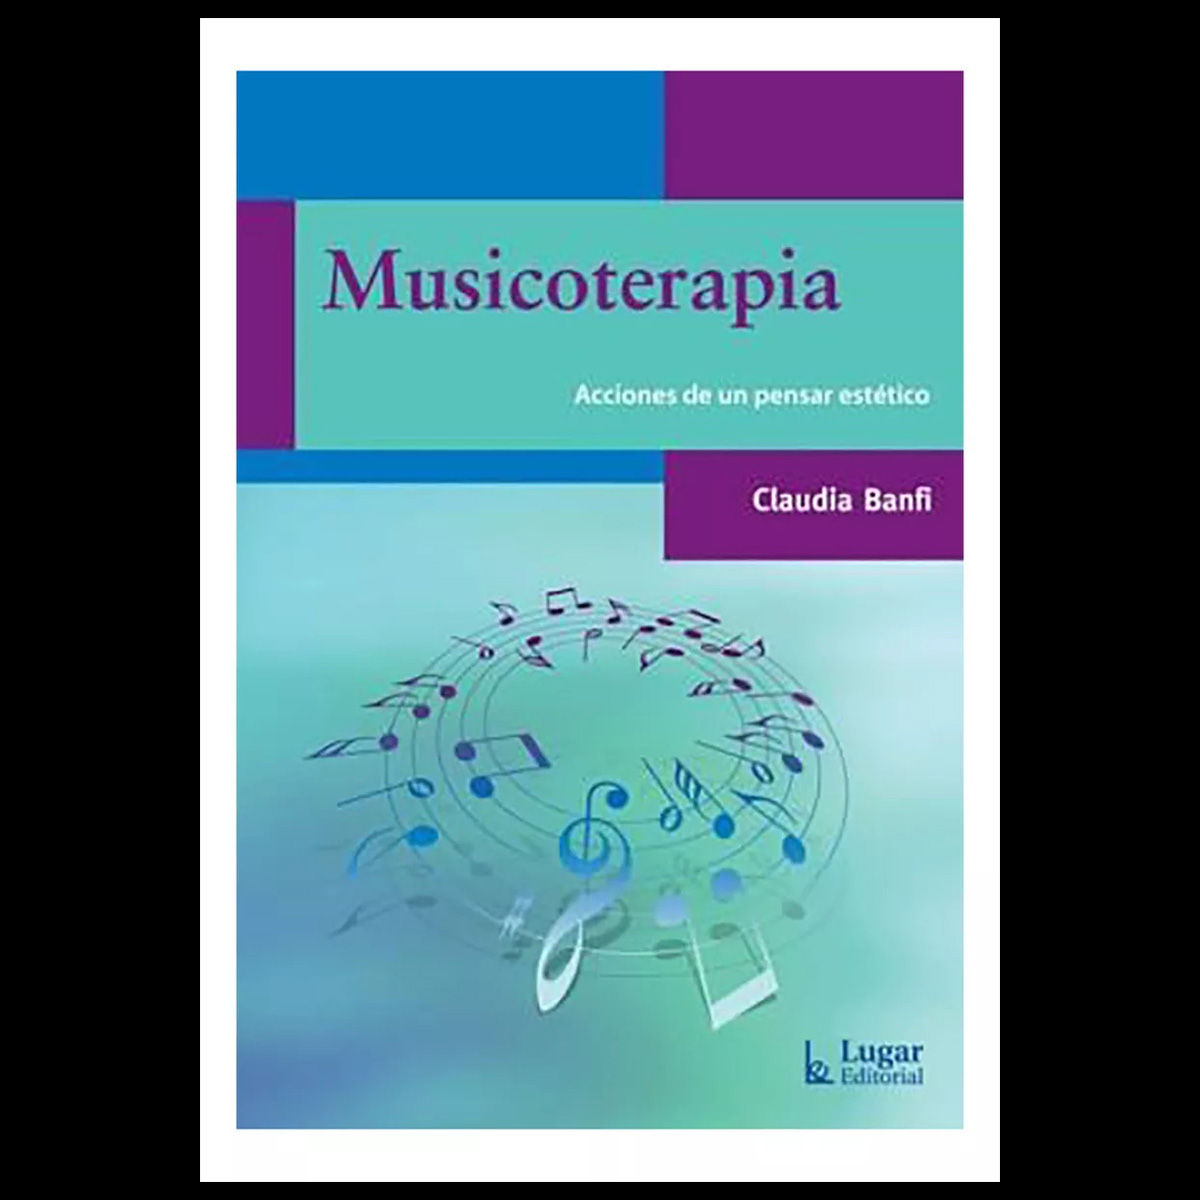 Musicoterapia
Acciones de un pensar estético
Claudia Banfi
Lugar
Editorial